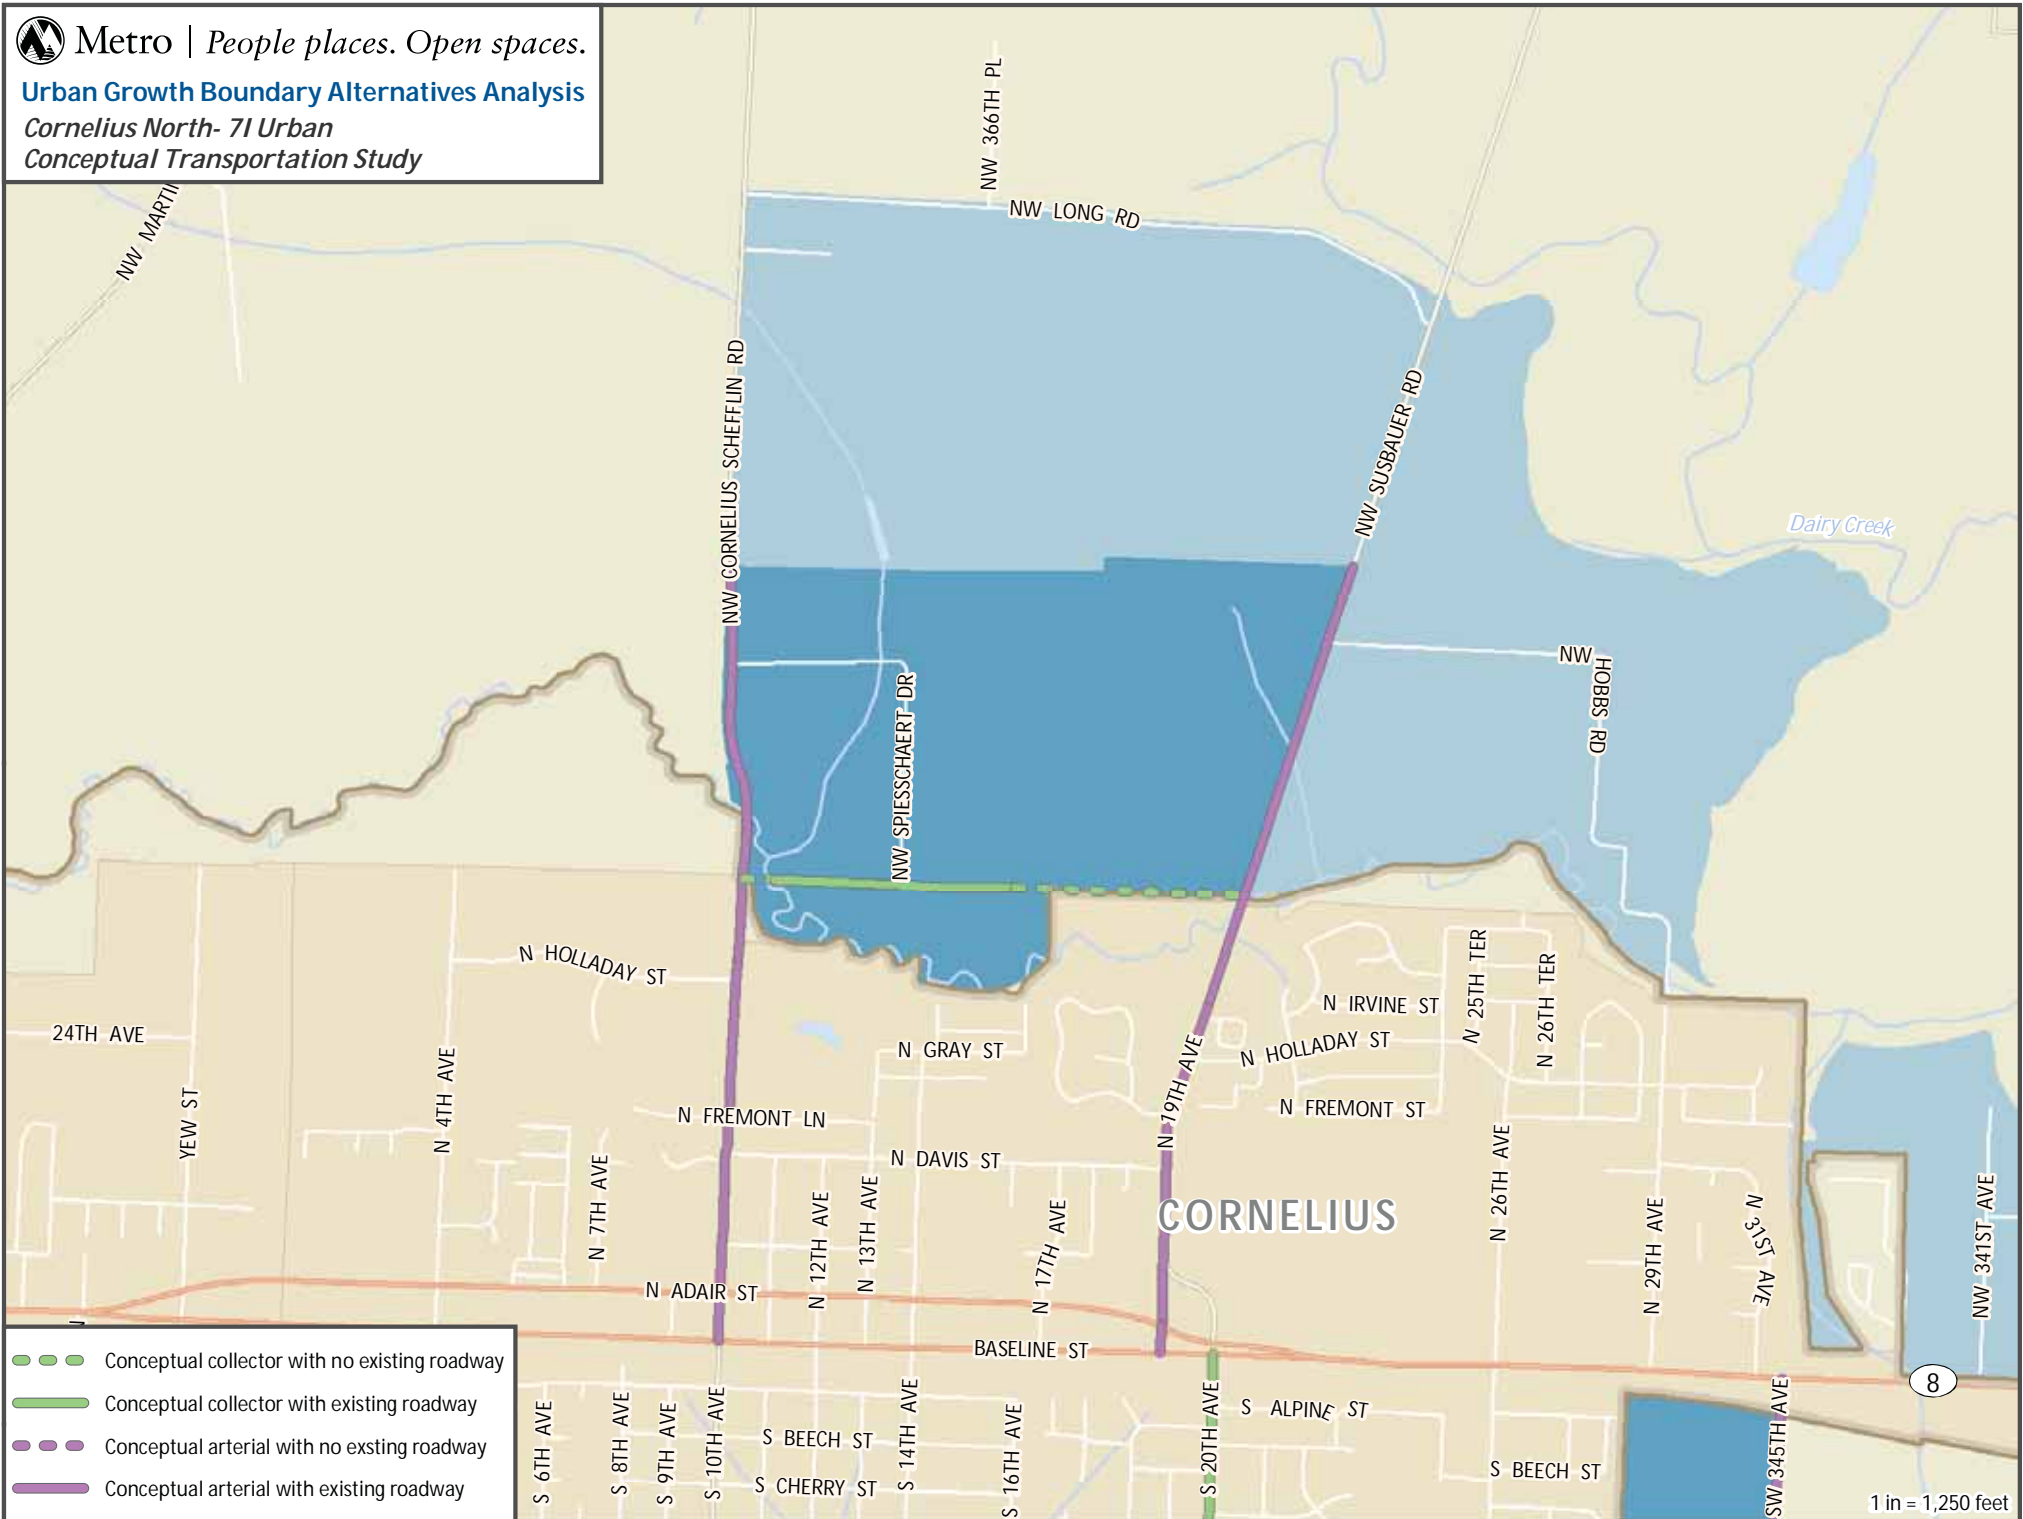 Metro | People places. Open spaces.
Urban Growth Boundary Alternatives Analysis
Cornelius North- 7I Urban
Conceptual Transportation Study
NW 366TH PL
NW LONG RD
NW CORNELIUS SCHEFFLIN RD
NW SUSBAUER RD
Dairy Creek
NW HOBBS RD
NW SPIESSCHAERT DR
N HOLLADAY ST
24TH AVE
YEW ST
N 4TH AVE
N GRAY ST
N FREMONT LN
N DAVIS ST
N 7TH AVE
N 12TH AVE
N 13TH AVE
N 17TH AVE
N 19TH AVE
N IRVINE ST
N HOLLADAY ST
N FREMONT ST
N 25TH TER
N 26TH TER
CORNELIUS
N 26TH AVE
N 29TH AVE
N 31ST AVE
NW 341ST AVE
N ADAIR ST
BASELINE ST
8
S 6TH AVE
S 8TH AVE
S 9TH AVE
S 10TH AVE
S BEECH ST
S CHERRY ST
S 14TH AVE
S 16TH AVE
S 20TH AVE
S ALPINE ST
S BEECH ST
SW 345TH AVE
Conceptual collector with no existing roadway
Conceptual collector with existing roadway
Conceptual arterial with no exsting roadway
Conceptual arterial with existing roadway
1 in = 1,250 feet